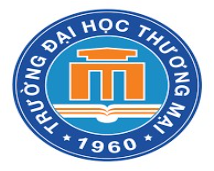 TRƯỜNG ĐẠI HỌC THƯƠNG MẠI
1960